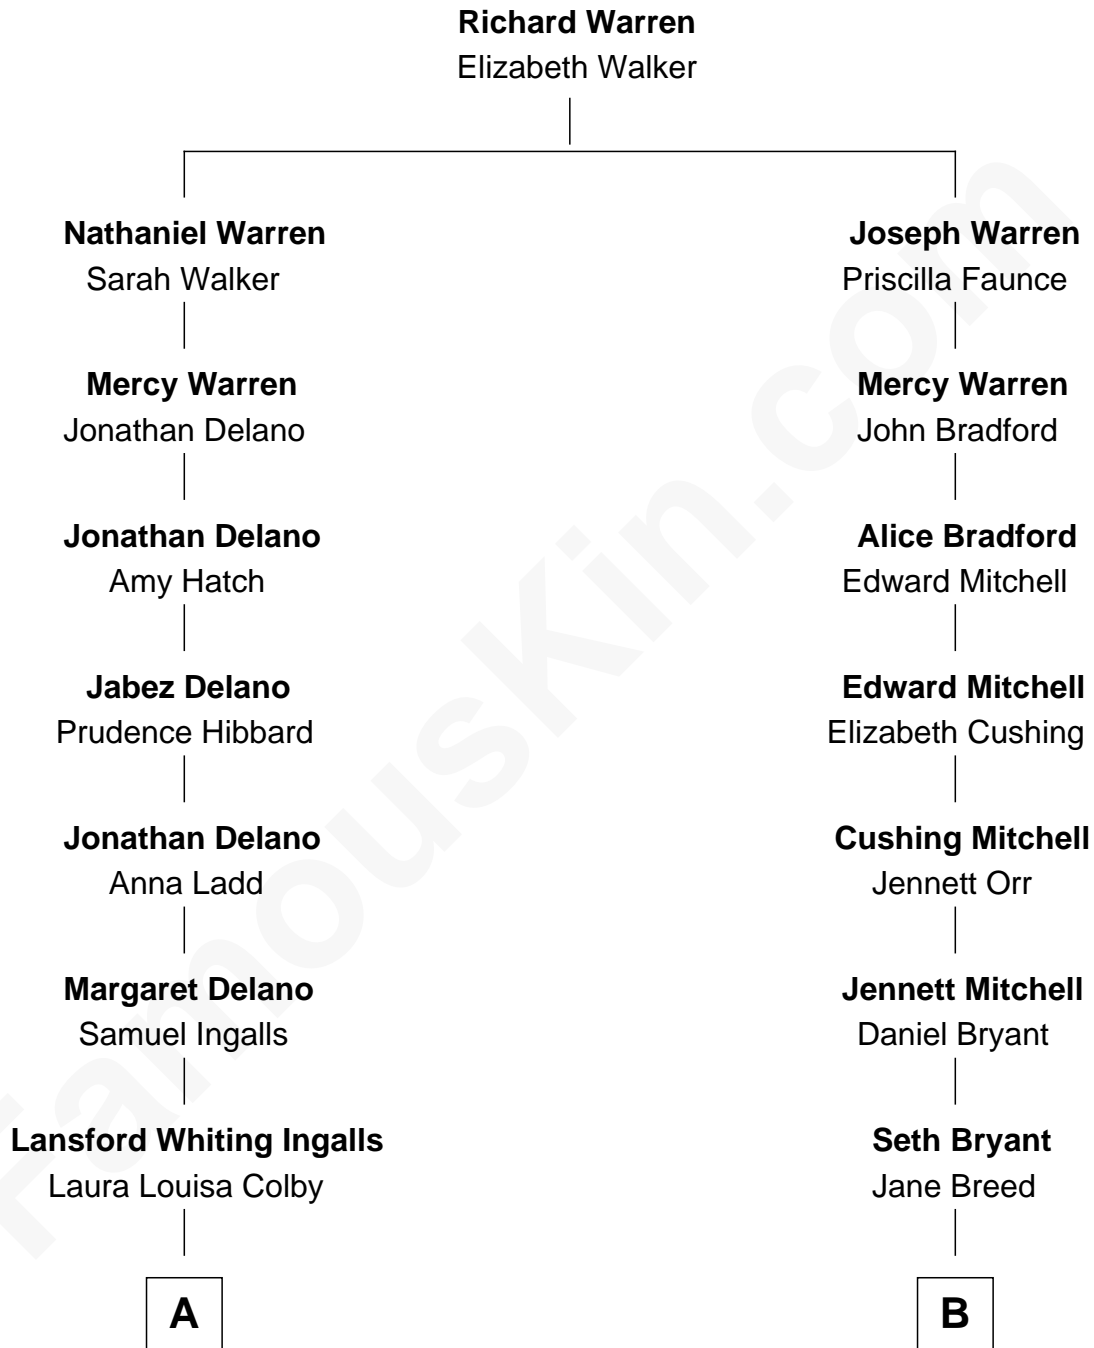 Richard Warren
Elizabeth Walker
Nathaniel Warren
Sarah Walker
Mercy Warren
Jonathan Delano
Jonathan Delano
Amy Hatch
Jabez Delano
Prudence Hibbard
Jonathan Delano
Anna Ladd
Margaret Delano
Samuel Ingalls
Lansford Whiting Ingalls
Laura Louisa Colby
A
Joseph Warren
Priscilla Faunce
Mercy Warren
John Bradford
Alice Bradford
Edward Mitchell
Edward Mitchell
Elizabeth Cushing
Cushing Mitchell
Jennett Orr
Jennett Mitchell
Daniel Bryant
Seth Bryant
Jane Breed
B
FamousKin.com